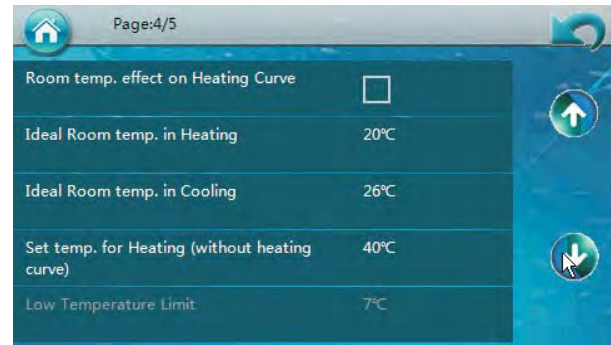 Page:4/5
Room temp. effect on Heating Curve
Ideal Room temp. in Heating 20℃
Ideal Room temp. in Cooling 26℃
Set temp. for Heating (without heating 40℃
curve)
Low Temperature Limit 7℃